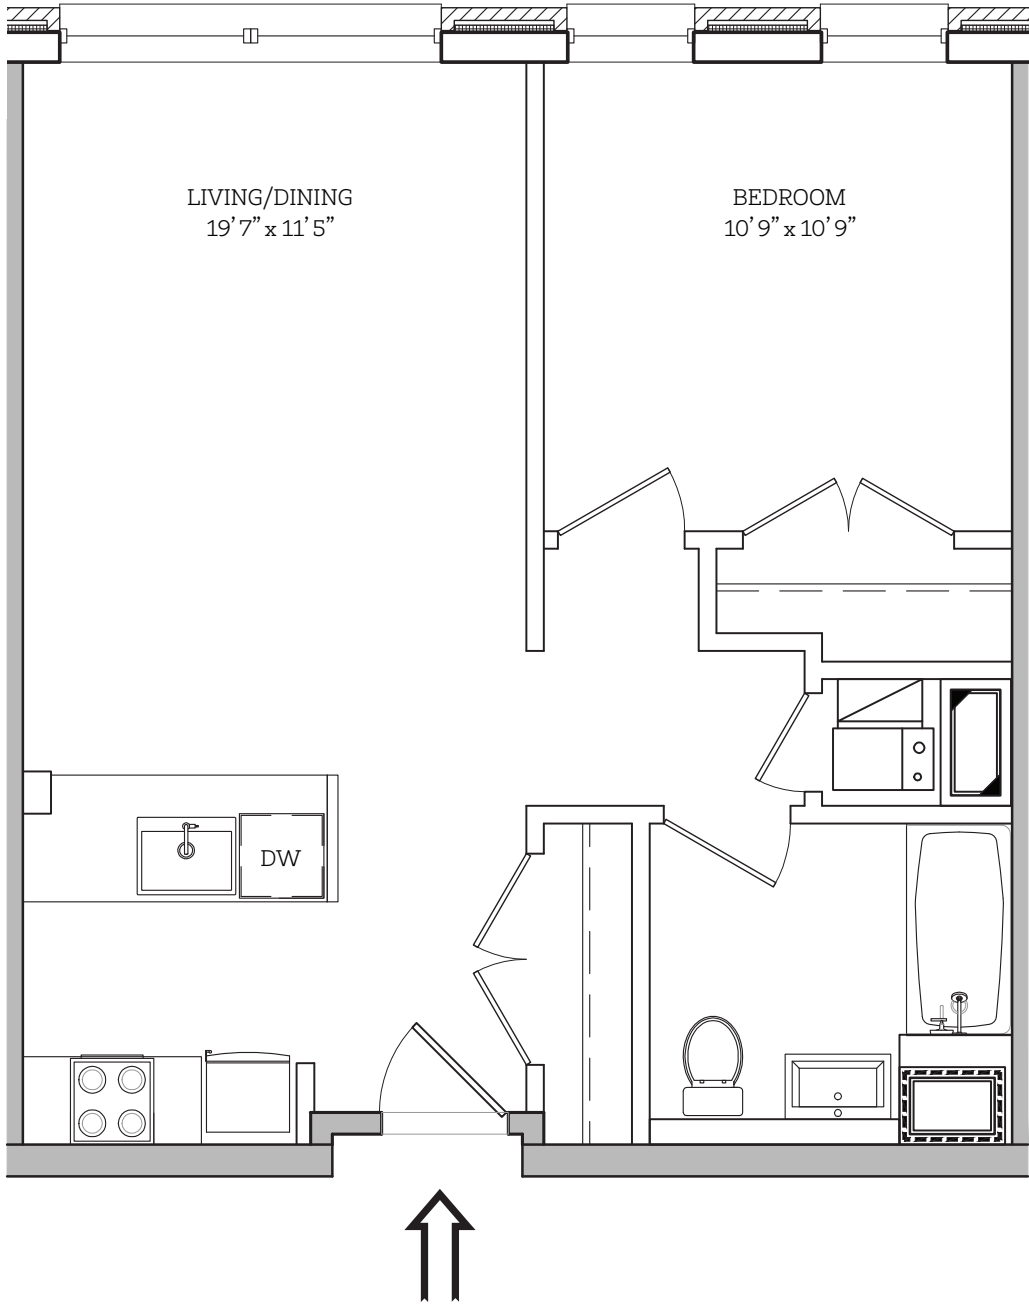 LIVING/DINING
19’7” x 11’5”
BEDROOM
10’9” x 10’9”
DW